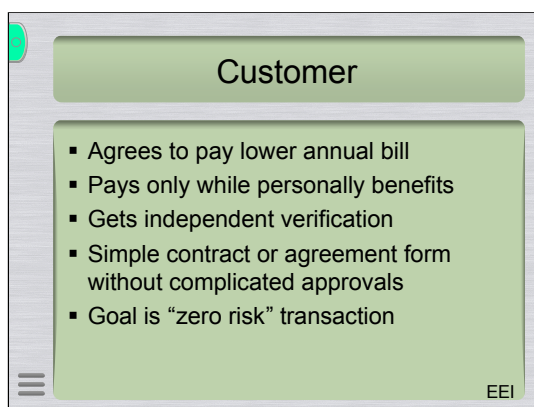 Customer
▪ Agrees to pay lower annual bill
▪ Pays only while personally benefits
▪ Gets independent verification
▪ Simple contract or agreement form
without complicated approvals
▪ Goal is “zero risk” transaction
EEI